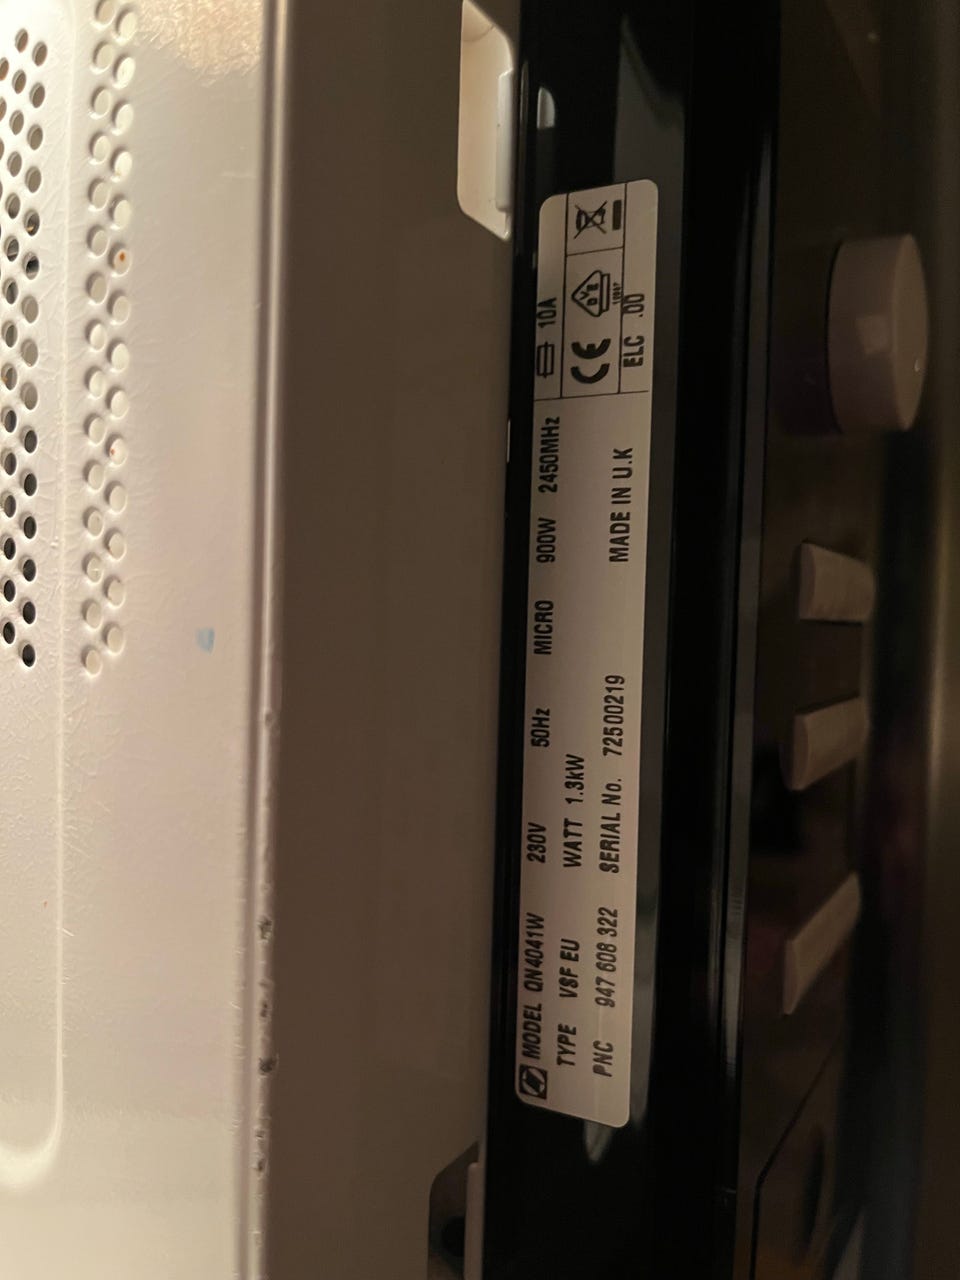 MODEL QN4041W 230V 50Hz MICRO 900W 2450MHz 10A
TYPE VSF EU WATT 1.3kW
PNC 947 608 322 SERIAL No. 72500219 MADE IN U.K
CE DVE
ELC .00